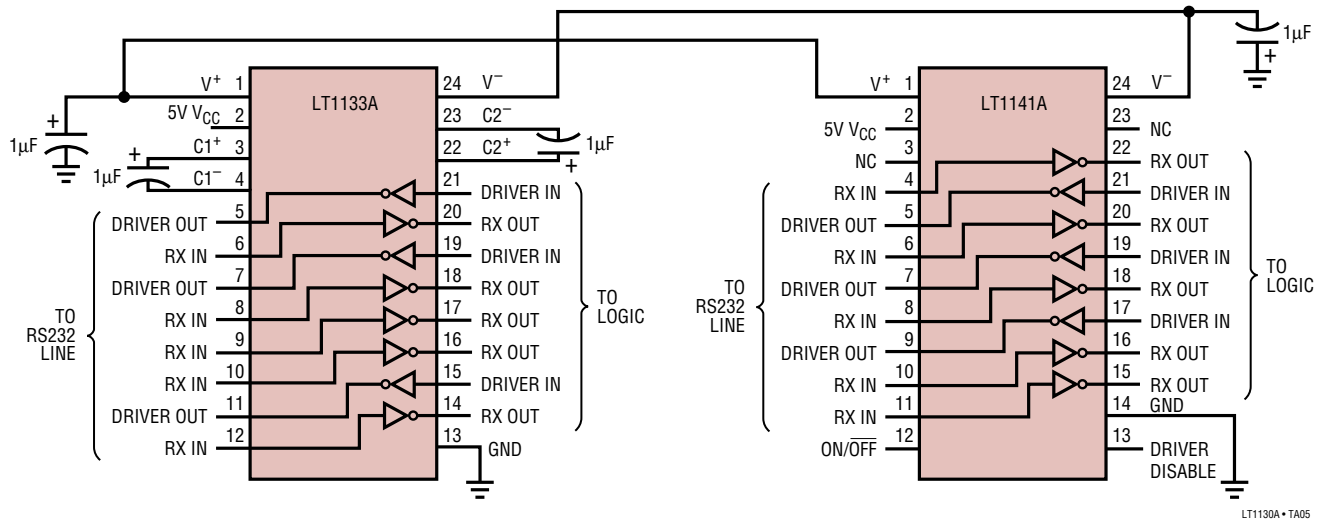 1µF
LT1133A
V+ 1
5V VCC 2
C1+ 3
C1− 4
+
1µF
+
1µF
DRIVER OUT 5
RX IN 6
DRIVER OUT 7
RX IN 8
RX IN 9
RX IN 10
DRIVER OUT 11
RX IN 12
TO
RS232
LINE
24 V−
23 C2−
22 C2+
1µF
+
21 DRIVER IN
20 RX OUT
19 DRIVER IN
18 RX OUT
17 RX OUT
16 RX OUT
15 DRIVER IN
14 RX OUT
13 GND
TO
LOGIC
LT1141A
V+ 1
5V VCC 2
NC 3
RX IN 4
DRIVER OUT 5
RX IN 6
DRIVER OUT 7
RX IN 8
DRIVER OUT 9
RX IN 10
RX IN 11
ON/OFF 12
TO
RS232
LINE
24 V−
23 NC
22 RX OUT
21 DRIVER IN
20 RX OUT
19 DRIVER IN
18 RX OUT
17 DRIVER IN
16 RX OUT
15 RX OUT
14 GND
13 DRIVER
DISABLE
TO
LOGIC
+
LT1130A • TA05